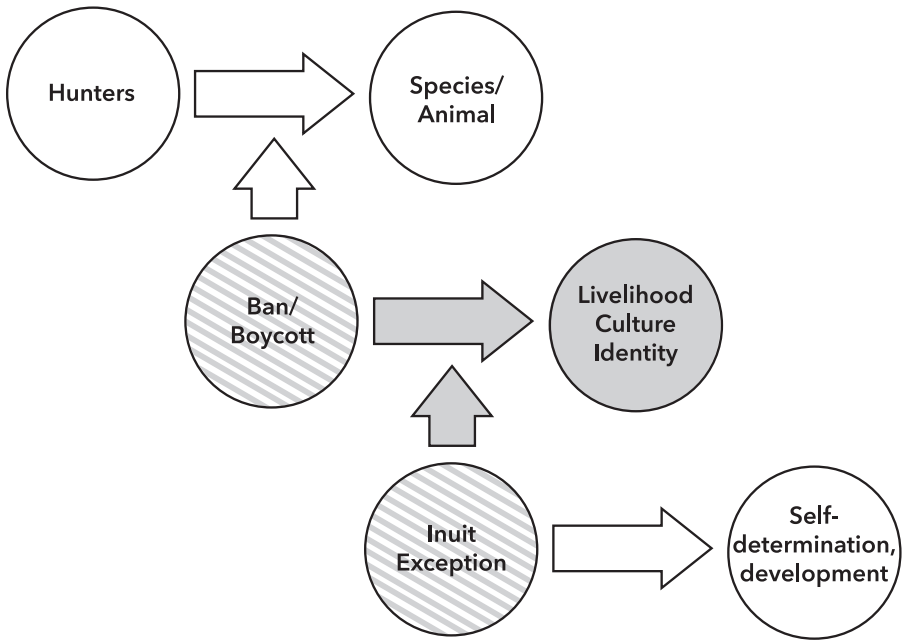 Hunters
Species/
Animal
Ban/
Boycott
Livelihood
Culture
Identity
Inuit
Exception
Self-
determination,
development